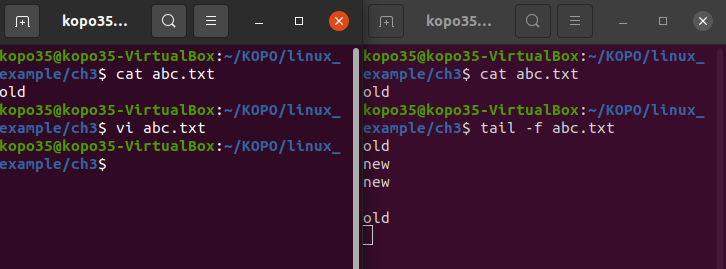 kopo35...
kopo35@kopo35-VirtualBox:~/KOPO/linux_
example/ch3$ cat abc.txt
old
kopo35@kopo35-VirtualBox:~/KOPO/linux_
example/ch3$ vi abc.txt
kopo35@kopo35-VirtualBox:~/KOPO/linux_
example/ch3$
kopo35...
kopo35@kopo35-VirtualBox:~/KOPO/linux_
example/ch3$ cat abc.txt
old
kopo35@kopo35-VirtualBox:~/KOPO/linux_
example/ch3$ tail -f abc.txt
old
new
new
old